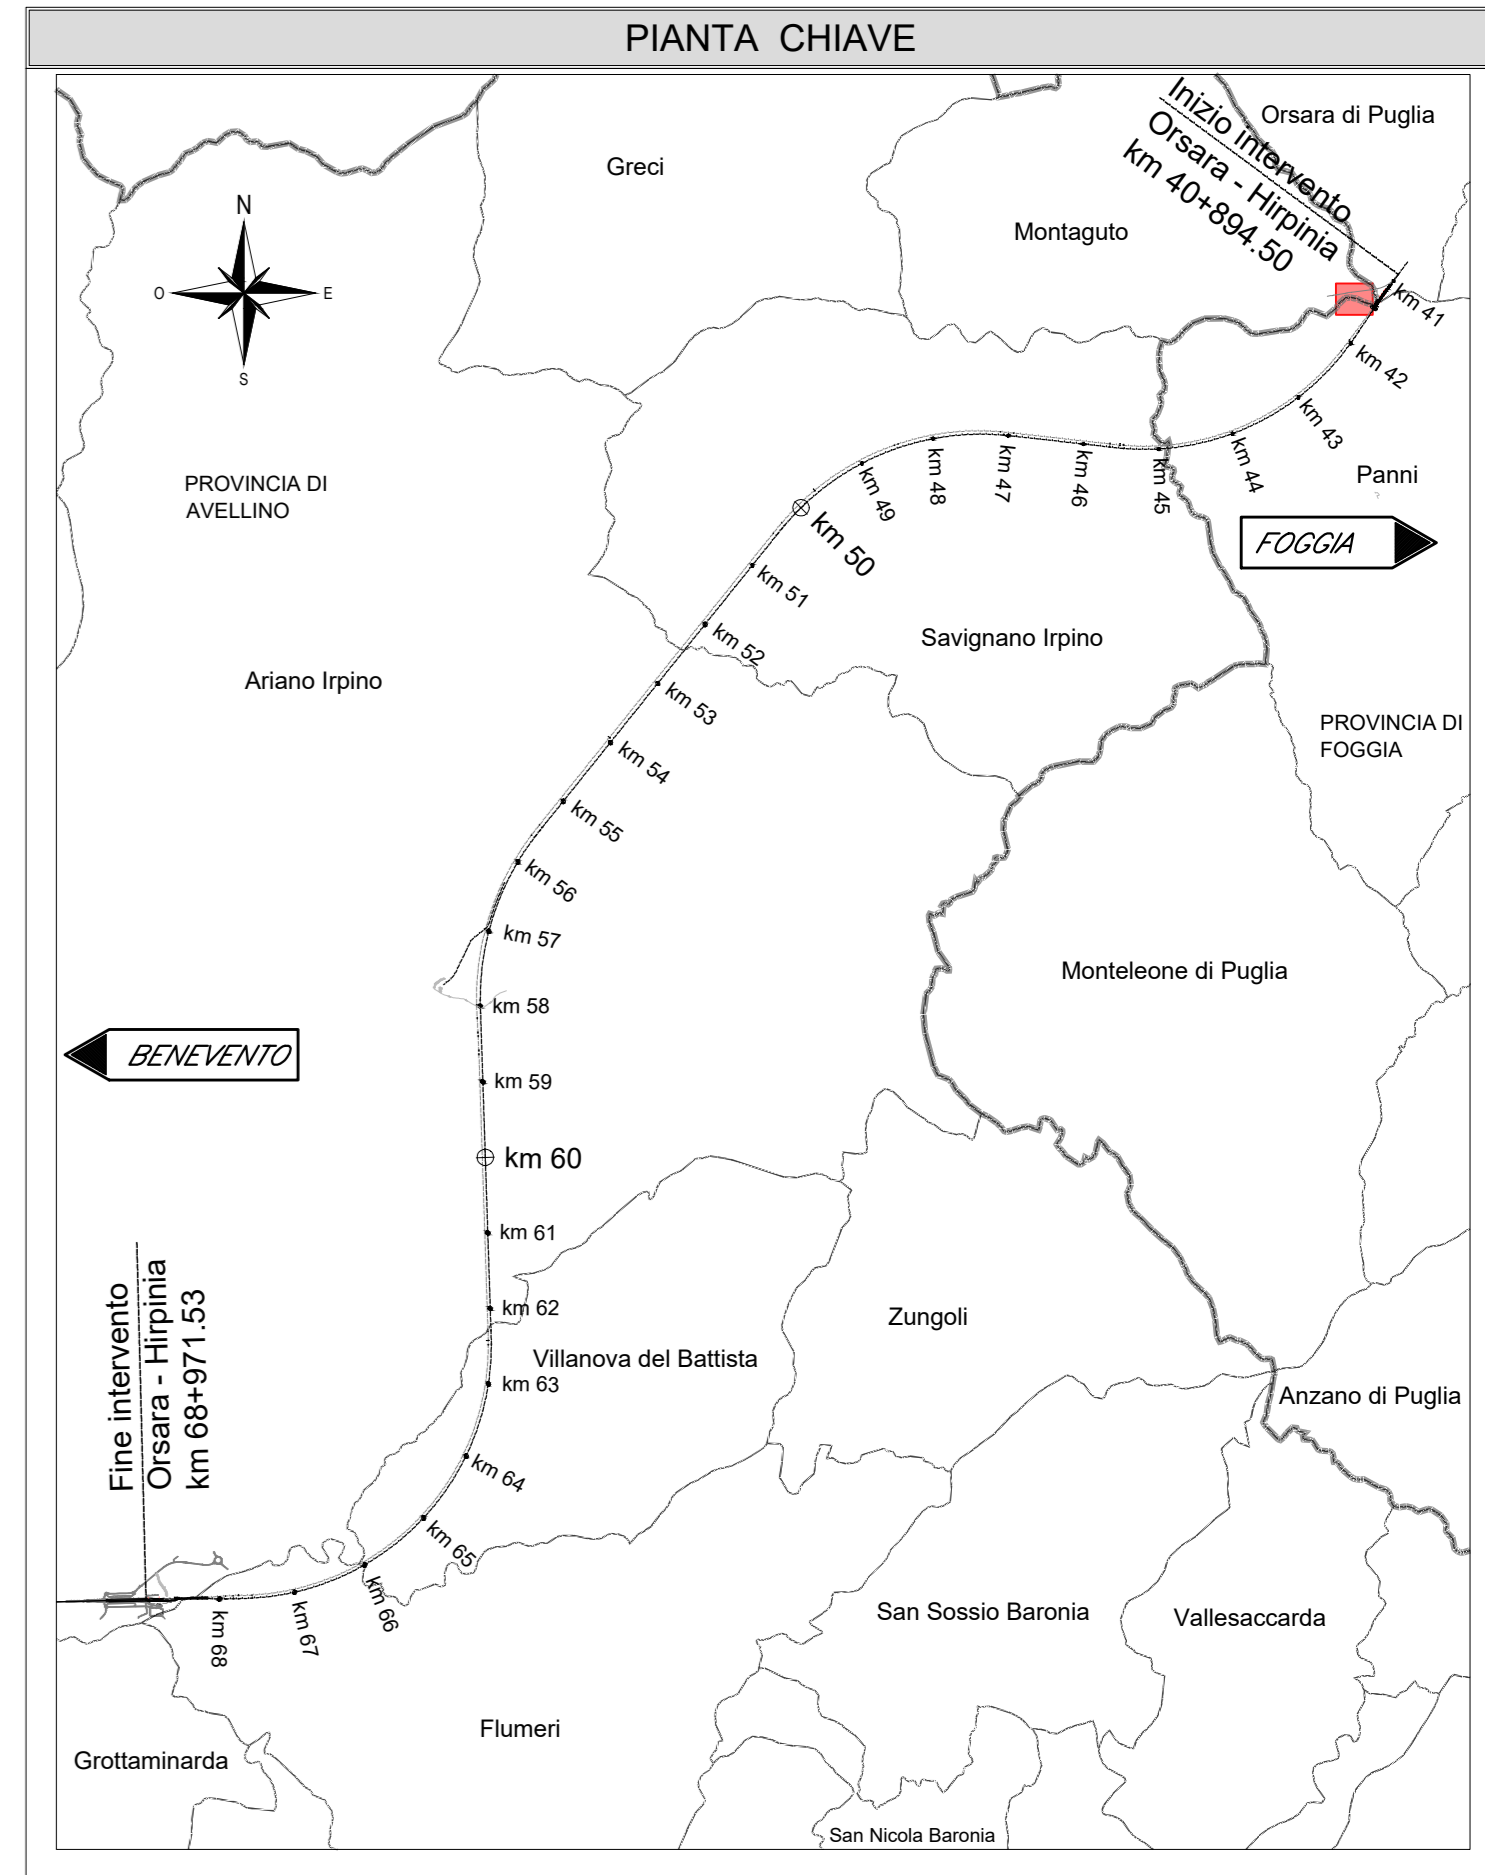 PIANTA CHIAVE
Inizio intervento
Orsara - Hirpinia
km 40+894.50
Orsara di Puglia
Greci
Montaguto
N
O
E
S
km 41
km 42
km 43
km 44
km 45
km 46
km 47
km 48
km 49
km 50
Panni
PROVINCIA DI
AVELLINO
FOGGIA
km 51
km 52
Savignano Irpino
Ariano Irpino
km 53
PROVINCIA DI
FOGGIA
km 54
km 55
km 56
km 57
Monteleone di Puglia
km 58
BENEVENTO
km 59
km 60
km 61
km 62
Zungoli
Villanova del Battista
km 63
Fine intervento
Orsara - Hirpinia
km 68+971.53
Anzano di Puglia
km 64
km 65
km 66
km 67
km 68
San Sossio Baronia
Vallesaccarda
Flumeri
Grottaminarda
San Nicola Baronia